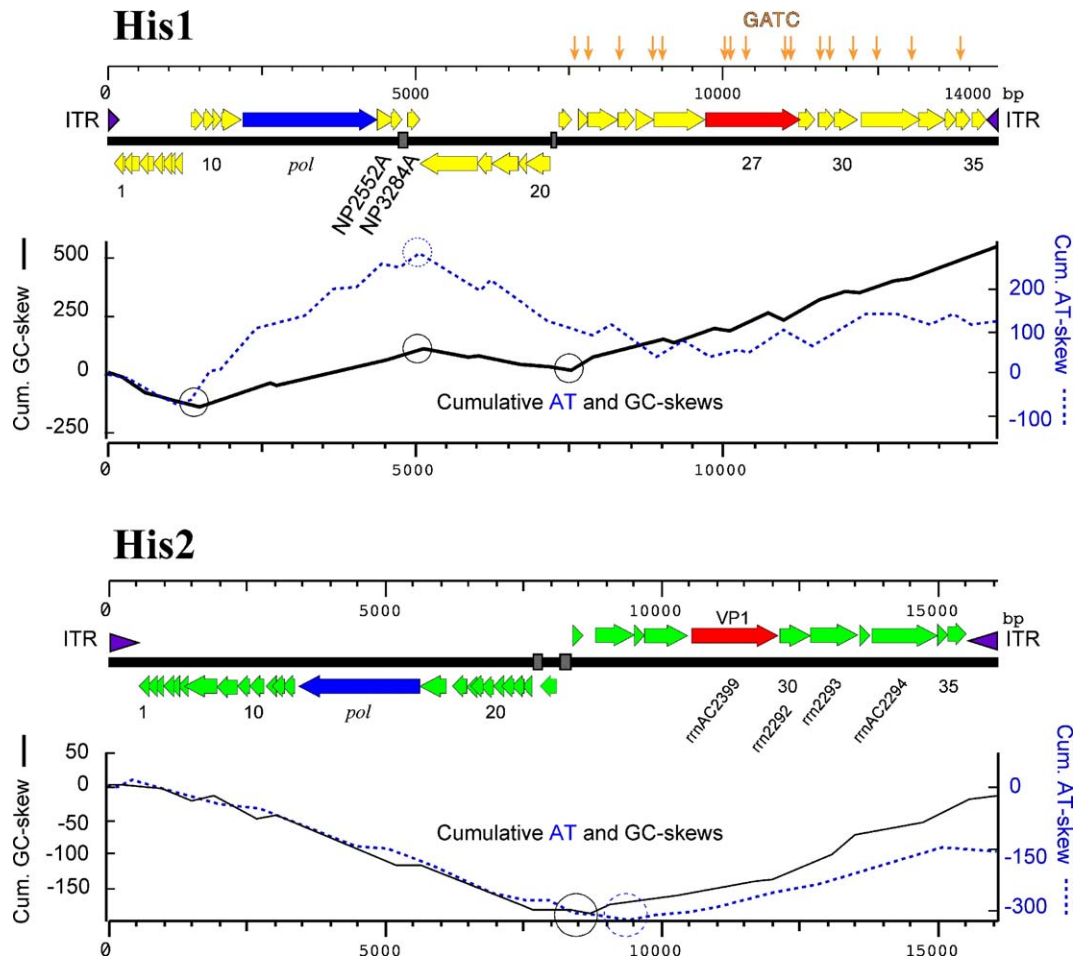 His1
GATC
0 5000 10000 14000 bp
ITR ITR
1 10 pol NP2552A NP3284A 20 27 30 35
Cum. GC-skew
500
250
0
-250
Cumulative AT and GC-skews
200
100
0
-100
Cum. AT-skew
0 5000 10000
His2
0 5000 10000 15000
bp
VP1
ITR ITR
1 10 pol 20 rrnAC2399 30 rrn2292 rrn2293 rrnAC2294 35
Cum. GC-skew
50
0
-50
-100
-150
Cumulative AT and GC-skews
0
-150
-300
Cum. AT-skew
0 5000 10000 15000